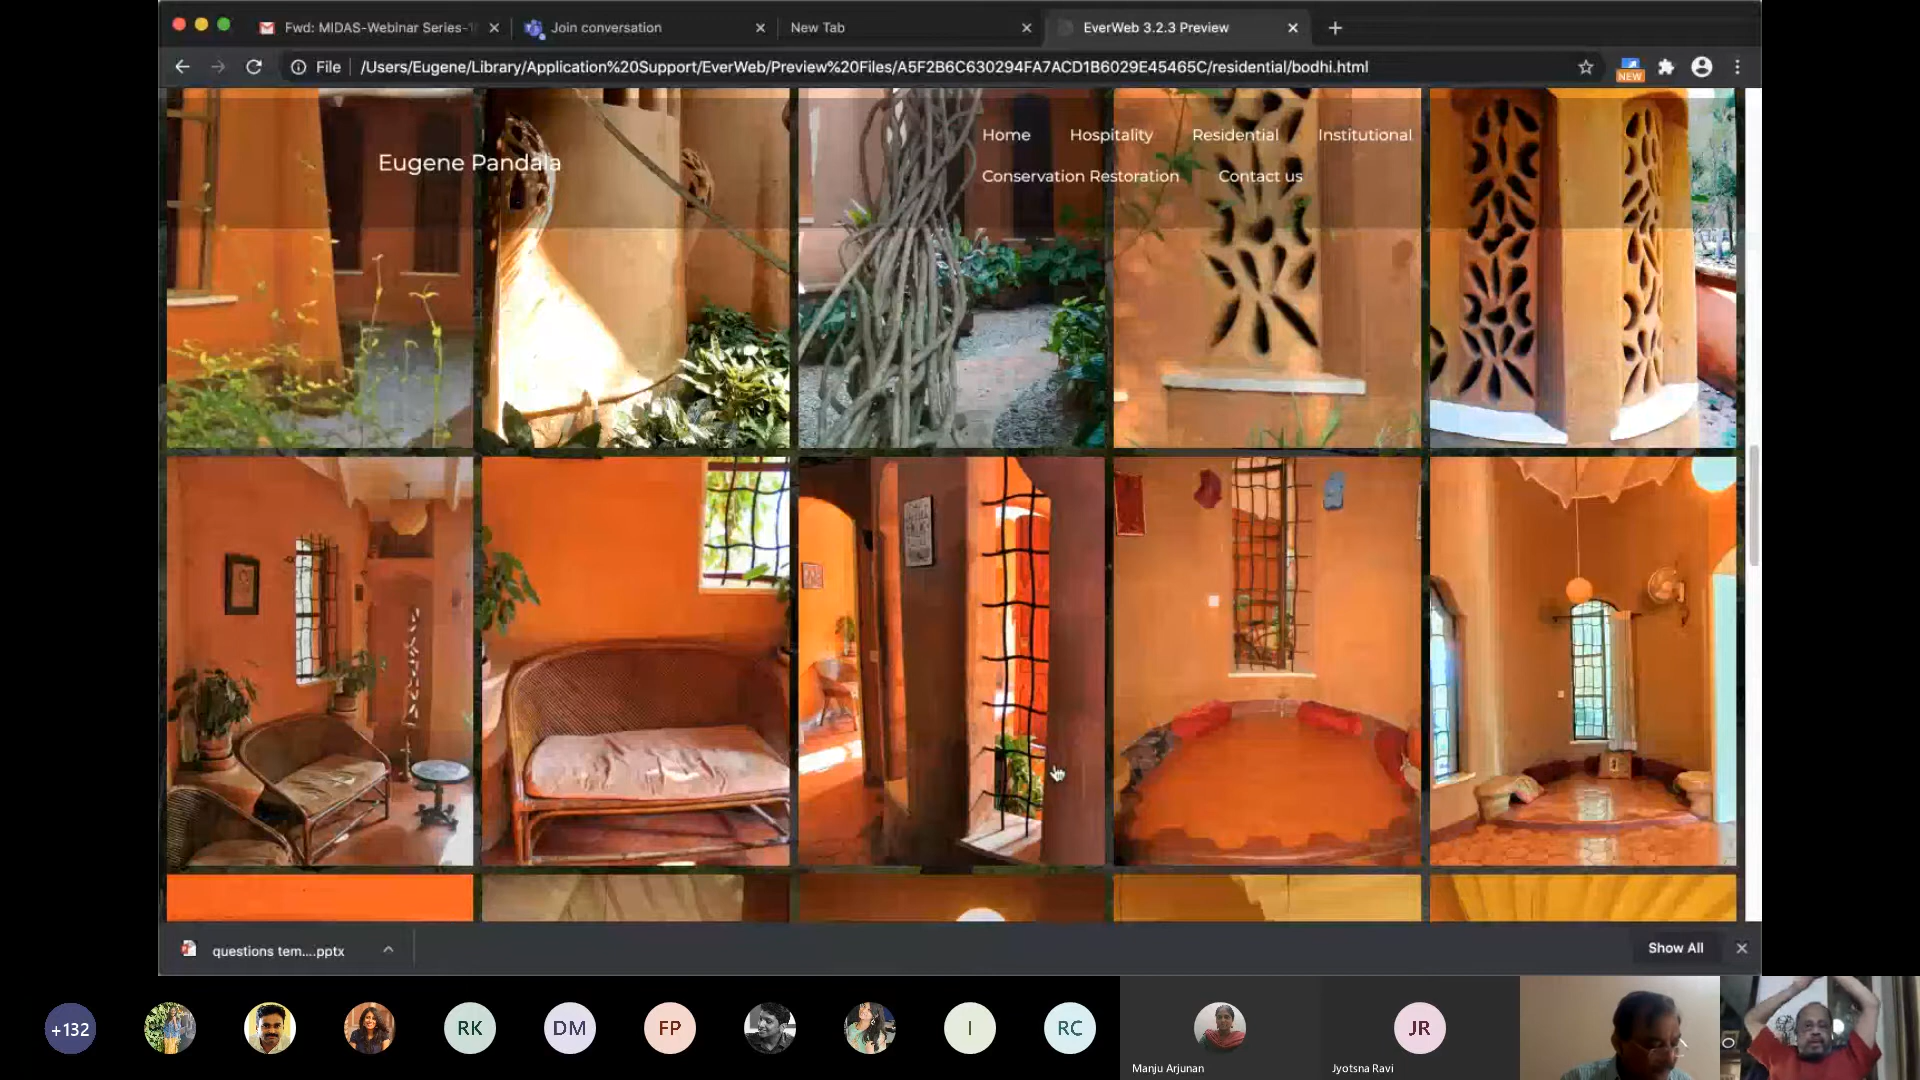 Fwd: MIDAS-Webinar Series-1
Join conversation
New Tab
EverWeb 3.2.3 Preview
File /Users/Eugene/Library/Application%20Support/EverWeb/Preview%20Files/A5F2B6C630294FA7ACD1B6029E45465C/residential/bodhi.html
NEW
Home Hospitality Residential Institutional
Eugene Pandala
Conservation Restoration Contact us
questions tem....pptx
Show All
+132
RK
DM
FP
I
RC
JR
Manju Arjunan
Jyotsna Ravi